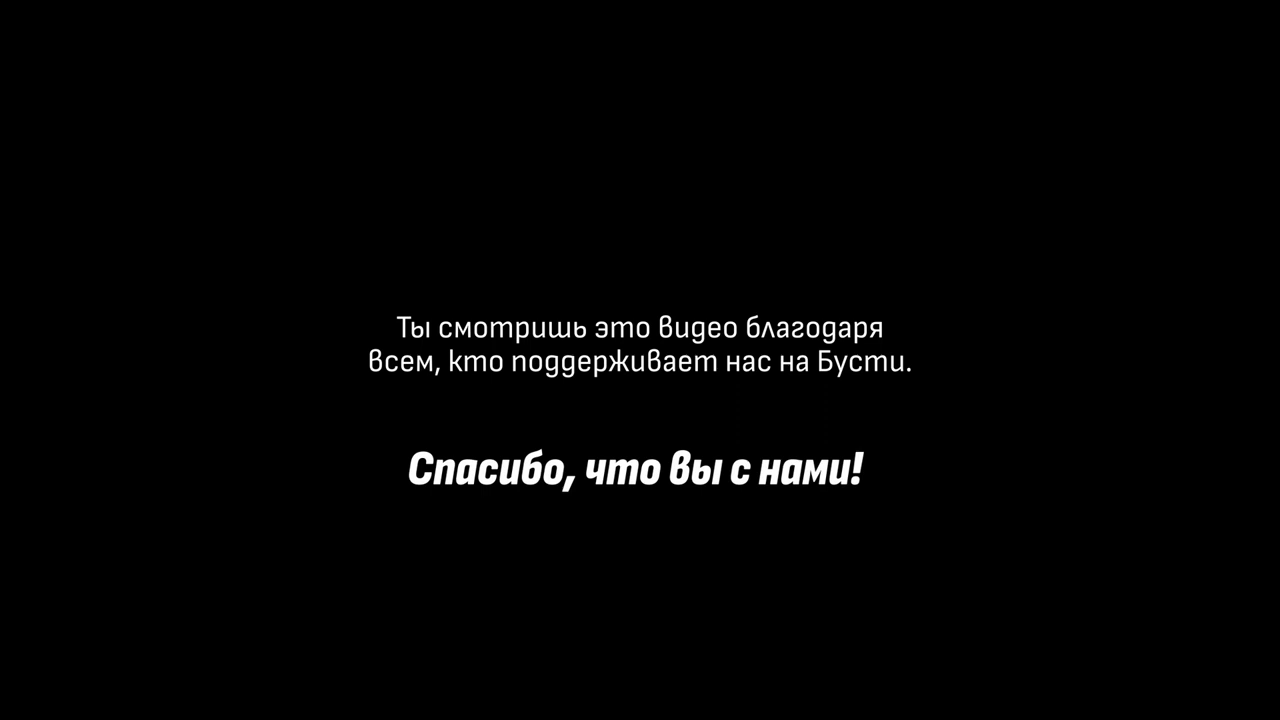 Ты смотришь это видео благодаря
всем, кто поддерживает нас на Бусти.
Спасибо, что вы с нами!